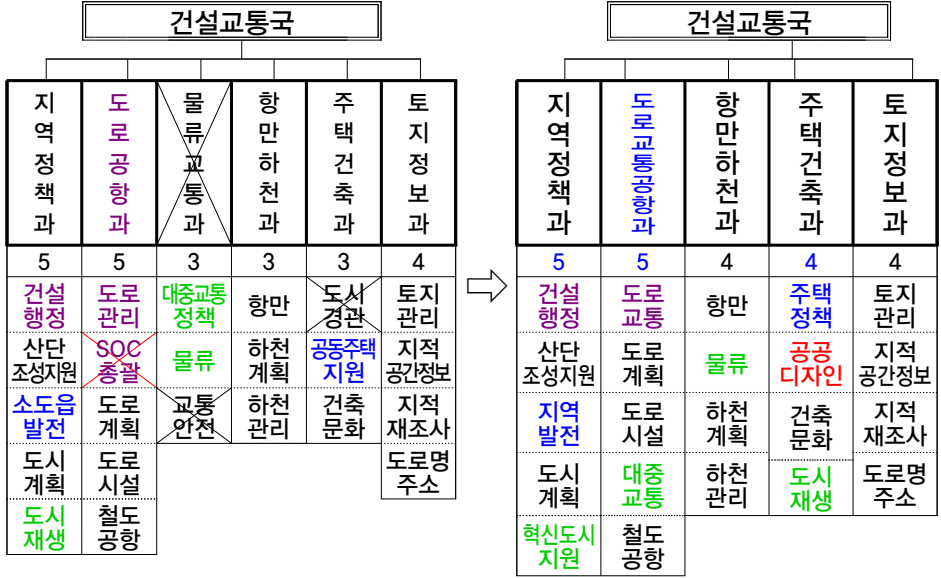 건설교통국
지역정책과
도로공항과
물류교통과
항만하천과
주택건축과
토지정보과
5 5 3 3 3 4
건설
행정
도로
관리
대중교통
정책
항만
도시
경관
토지
관리
산단
조성지원
SOC
총괄
물류
하천
계획
공동주택
지원
지적
공간정보
소도읍
발전
도로
계획
교통
안전
하천
관리
건축
문화
지적
재조사
도시
계획
도로
시설
도로명
주소
도시
재생
철도
공항
건설교통국
지역정책과
도로교통공항과
항만하천과
주택건축과
토지정보과
5 5 4 4 4
건설
행정
도로
교통
항만
주택
정책
토지
관리
산단
조성지원
도로
계획
물류
공공
디자인
지적
공간정보
지역
발전
도로
시설
하천
계획
건축
문화
지적
재조사
도시
계획
대중
교통
하천
관리
도시
재생
도로명
주소
혁신도시
지원
철도
공항